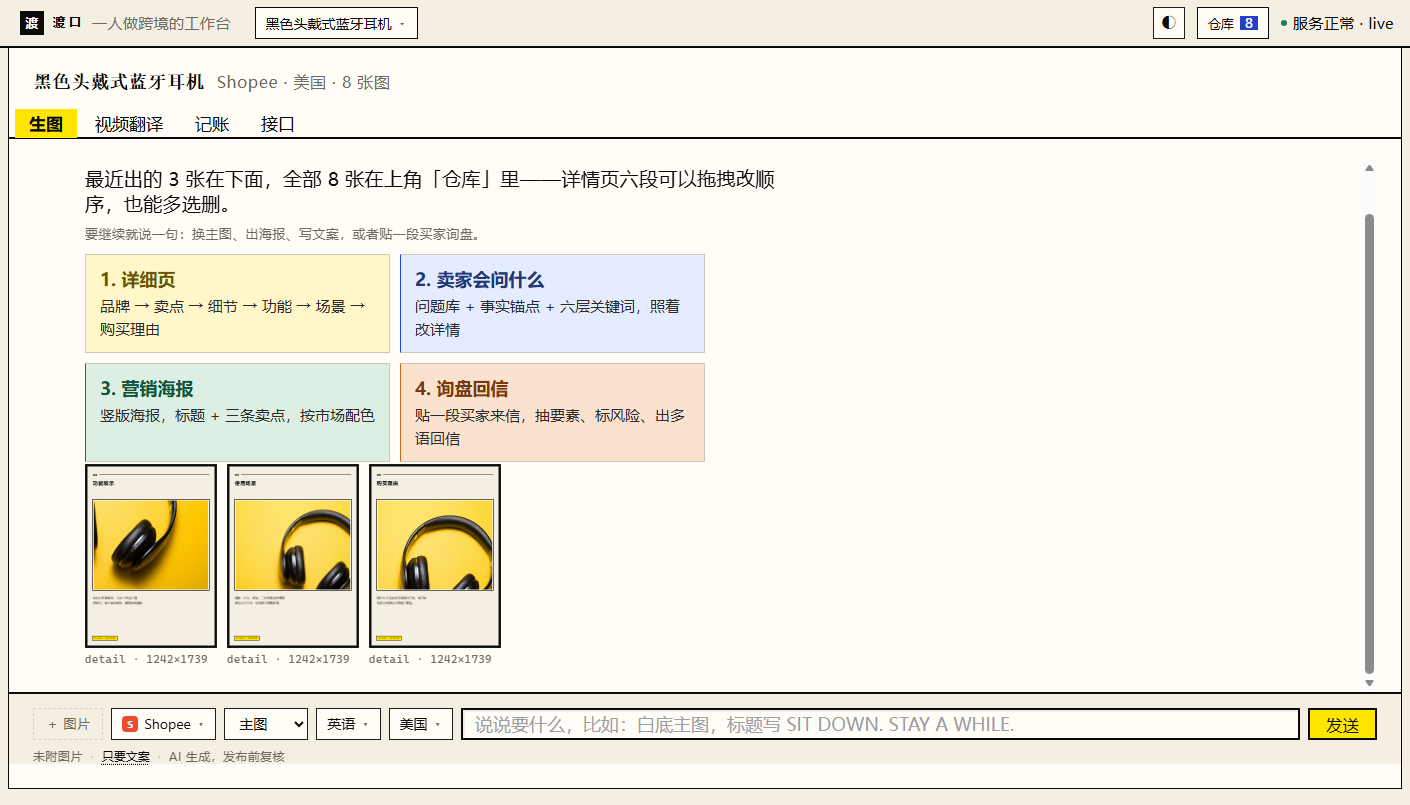 渡 渡口 一人做跨境的工作台 黑色头戴式蓝牙耳机 仓库 8 服务正常 · live
黑色头戴式蓝牙耳机 Shopee · 美国 · 8 张图
生图 视频翻译 记账 接口
最近出的 3 张在下面，全部 8 张在上角「仓库」里——详情页六段可以拖拽改顺
序，也能多选删。
要继续就说一句：换主图、出海报、写文案，或者贴一段买家询盘。
1. 详细页
品牌 → 卖点 → 细节 → 功能 → 场景 →
购买理由
2. 卖家会问什么
问题库 + 事实锚点 + 六层关键词，照着
改详情
3. 营销海报
竖版海报，标题 + 三条卖点，按市场配色
4. 询盘回信
贴一段买家来信，抽要素、标风险、出多
语回信
功能展示
使用场景
购买理由
detail · 1242×1739 detail · 1242×1739 detail · 1242×1739
+ 图片 S Shopee 主图 英语 美国 说说要什么，比如：白底主图，标题写 SIT DOWN. STAY A WHILE. 发送
未附图片 · 只要文案 · AI 生成，发布前复核